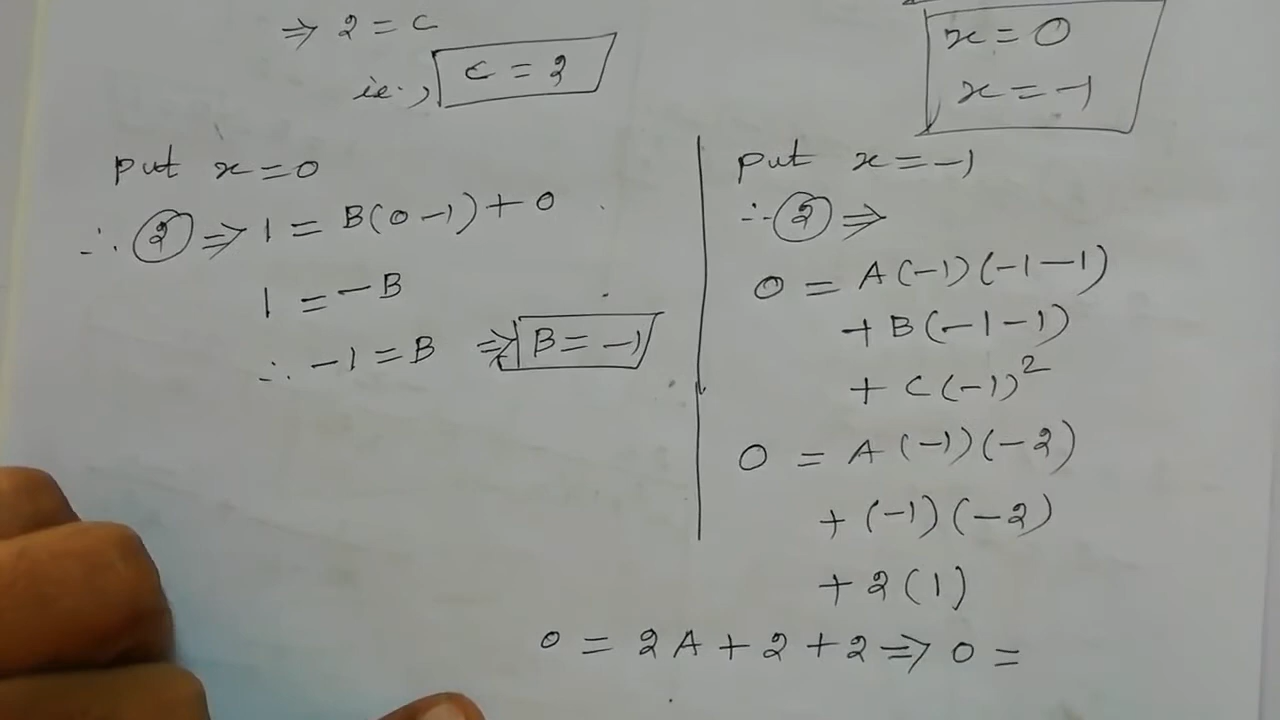 ⇒ 2 = C
ie., C = 2
x = 0
x = -1
put x = 0
∴ ② ⇒ 1 = B(0-1) + 0
1 = -B
∴ -1 = B ⇒ B = -1
put x = -1
∴ ② ⇒
0 = A(-1)(-1-1)
+ B(-1-1)
+ C(-1)²
0 = A(-1)(-2)
+ (-1)(-2)
+ 2(1)
0 = 2A + 2 + 2 ⇒ 0 =